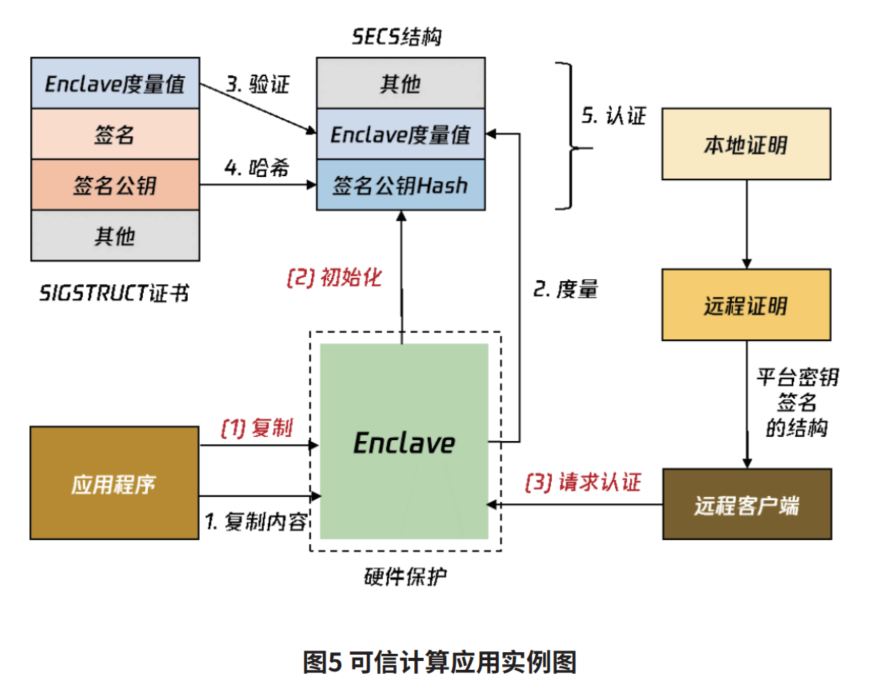 SECS结构
Enclave度量值
签名
签名公钥
其他
SIGSTRUCT证书
3. 验证
4. 哈希
其他
Enclave度量值
签名公钥Hash
5. 认证
(2) 初始化
2. 度量
本地证明
远程证明
平台密钥
签名
的结构
远程客户端
应用程序
(1) 复制
1. 复制内容
Enclave
硬件保护
(3) 请求认证
图5 可信计算应用实例图